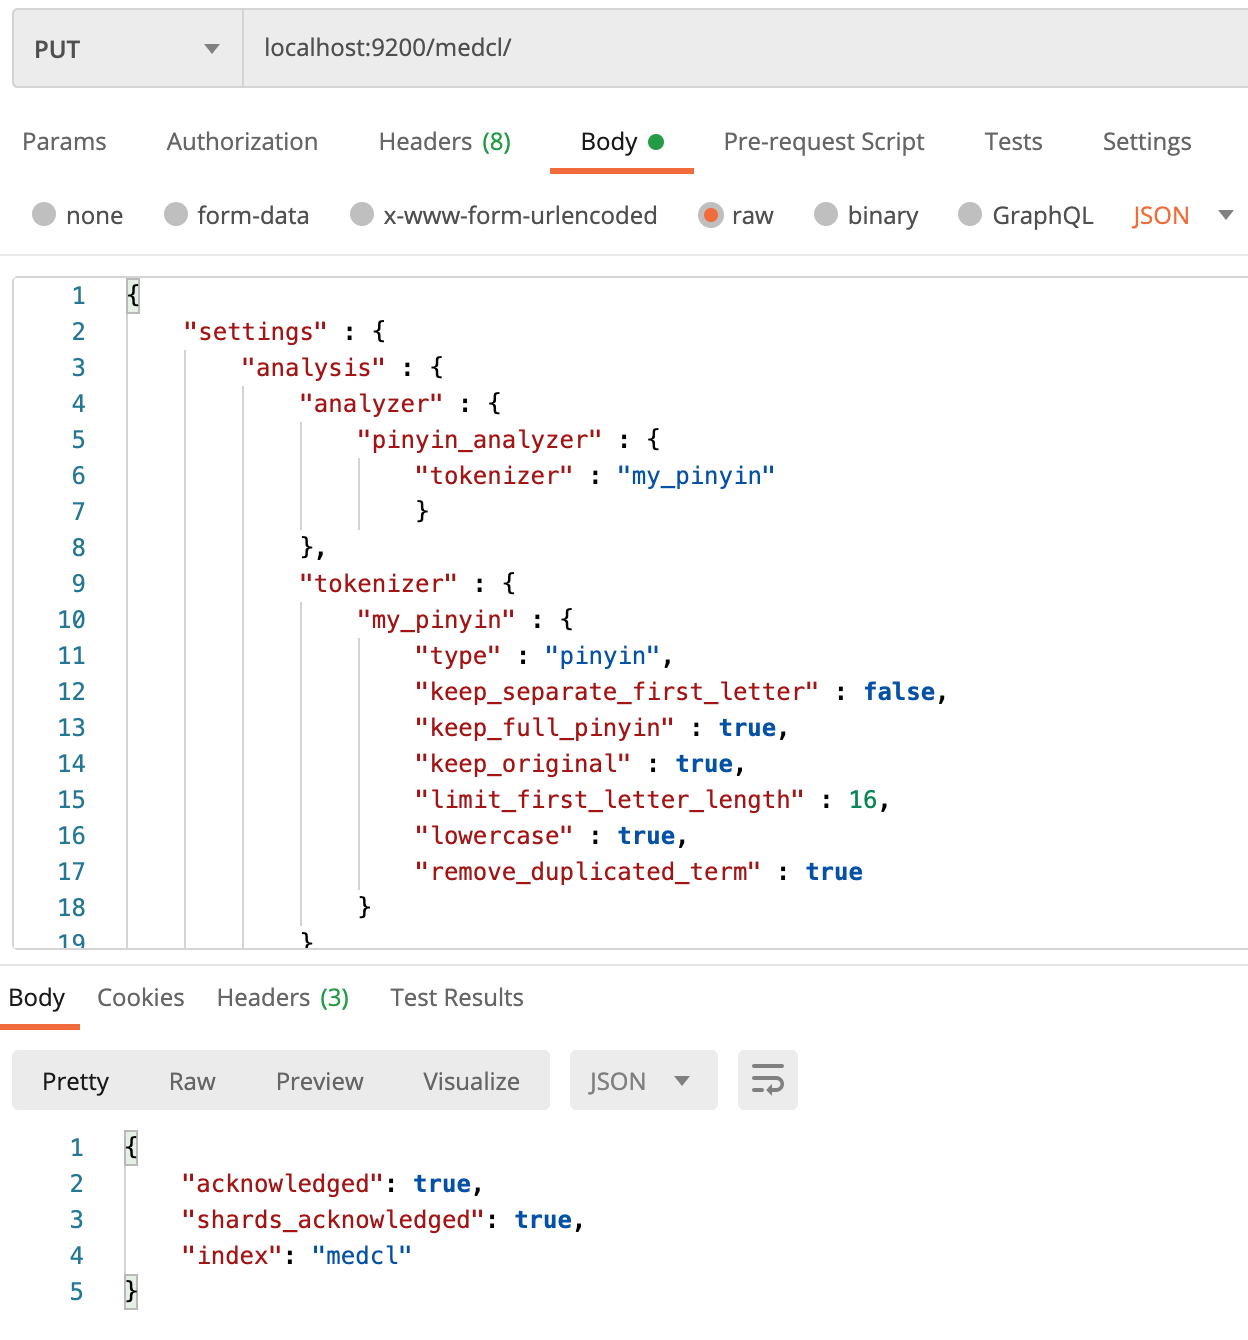 PUT localhost:9200/medcl/
Params Authorization Headers (8) Body Pre-request Script Tests Settings
none form-data x-www-form-urlencoded raw binary GraphQL JSON
1 {
2 "settings" : {
3 "analysis" : {
4 "analyzer" : {
5 "pinyin_analyzer" : {
6 "tokenizer" : "my_pinyin"
7 }
8 },
9 "tokenizer" : {
10 "my_pinyin" : {
11 "type" : "pinyin",
12 "keep_separate_first_letter" : false,
13 "keep_full_pinyin" : true,
14 "keep_original" : true,
15 "limit_first_letter_length" : 16,
16 "lowercase" : true,
17 "remove_duplicated_term" : true
18 }
19 }
Body Cookies Headers (3) Test Results
Pretty Raw Preview Visualize JSON
1 {
2 "acknowledged": true,
3 "shards_acknowledged": true,
4 "index": "medcl"
5 }